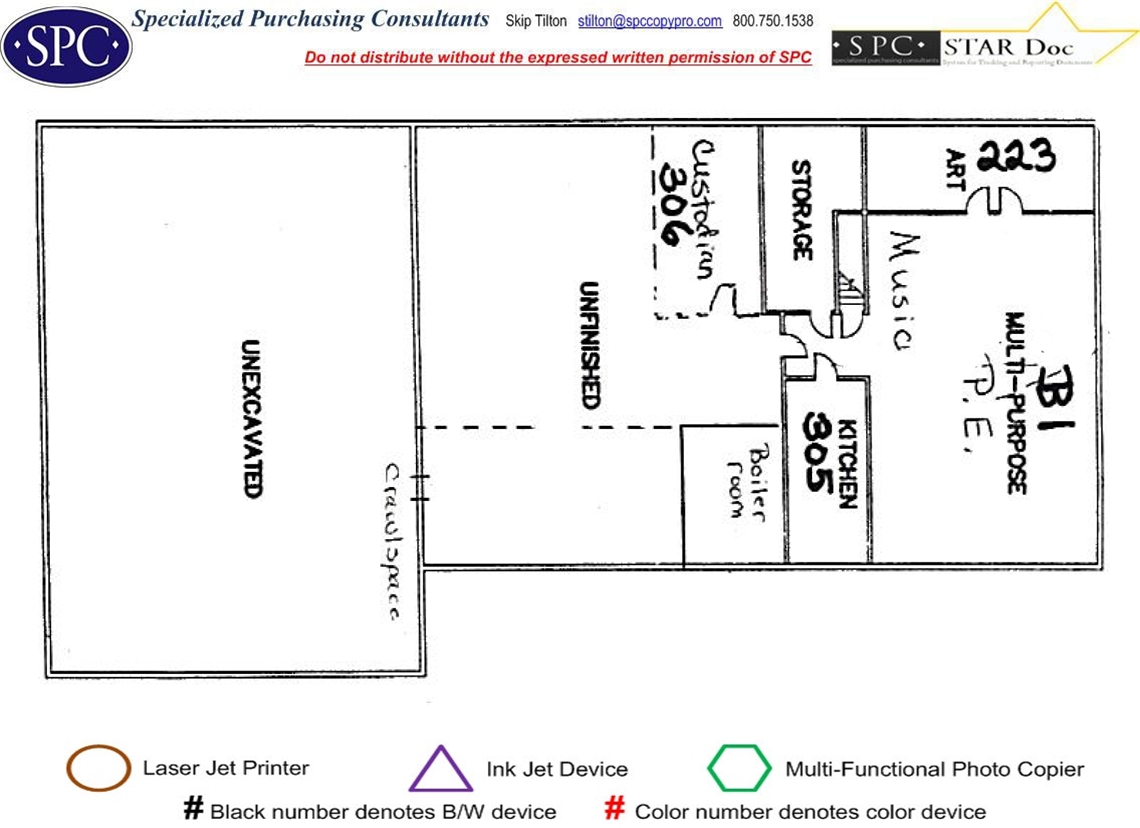 SPC
Specialized Purchasing Consultants Skip Tilton stilton@spccopypro.com 800.750.1538
Do not distribute without the expressed written permission of SPC
SPC STAR Doc
specialized purchasing consultants System for Tracking and Reporting Documents
ART 223
Custodian
306
STORAGE
Music
UNFINISHED
UNEXCAVATED
MULTI-PURPOSE
B1
P.E.
KITCHEN
305
Boiler
room
Crawlspace
Laser Jet Printer
Ink Jet Device
Multi-Functional Photo Copier
# Black number denotes B/W device
# Color number denotes color device